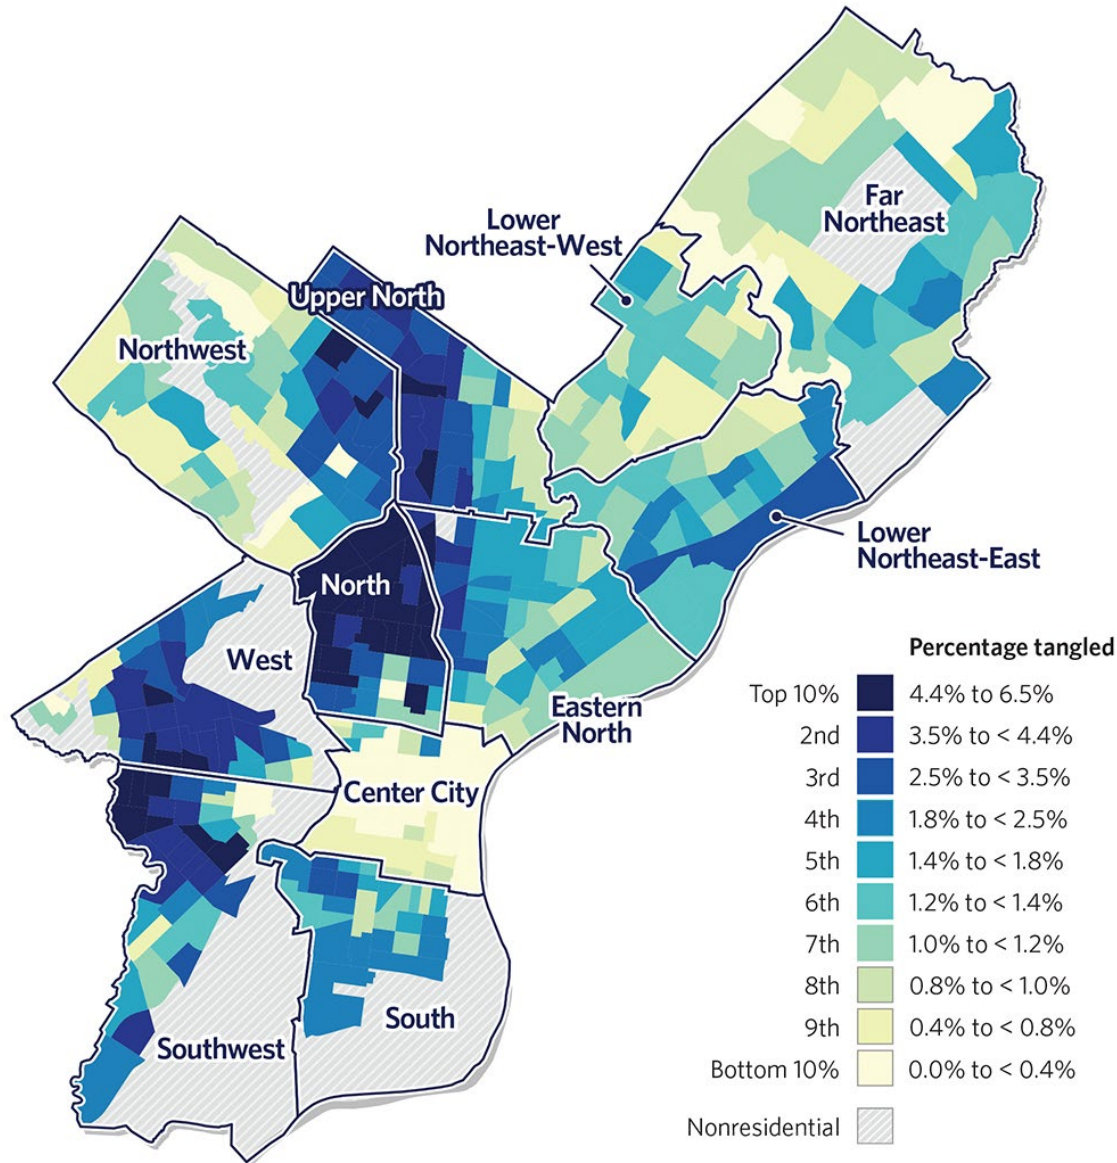 Far
Northeast
Lower
Northeast-West
Upper North
Northwest
Lower
Northeast-East
North
West
Eastern
North
Center City
South
Southwest
Percentage tangled
Top 10% 4.4% to 6.5%
2nd 3.5% to < 4.4%
3rd 2.5% to < 3.5%
4th 1.8% to < 2.5%
5th 1.4% to < 1.8%
6th 1.2% to < 1.4%
7th 1.0% to < 1.2%
8th 0.8% to < 1.0%
9th 0.4% to < 0.8%
Bottom 10% 0.0% to < 0.4%
Nonresidential